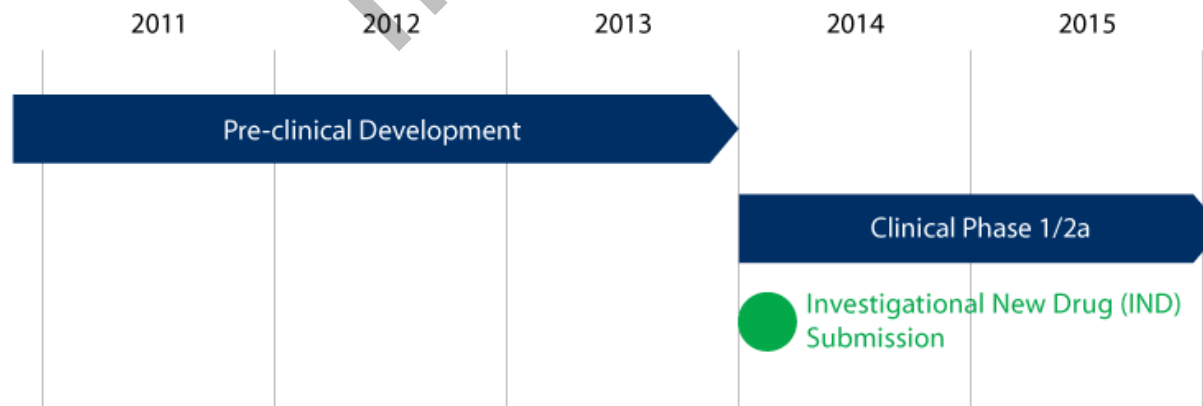 2011 2012 2013 2014 2015
Pre-clinical Development
Clinical Phase 1/2a
Investigational New Drug (IND)
Submission